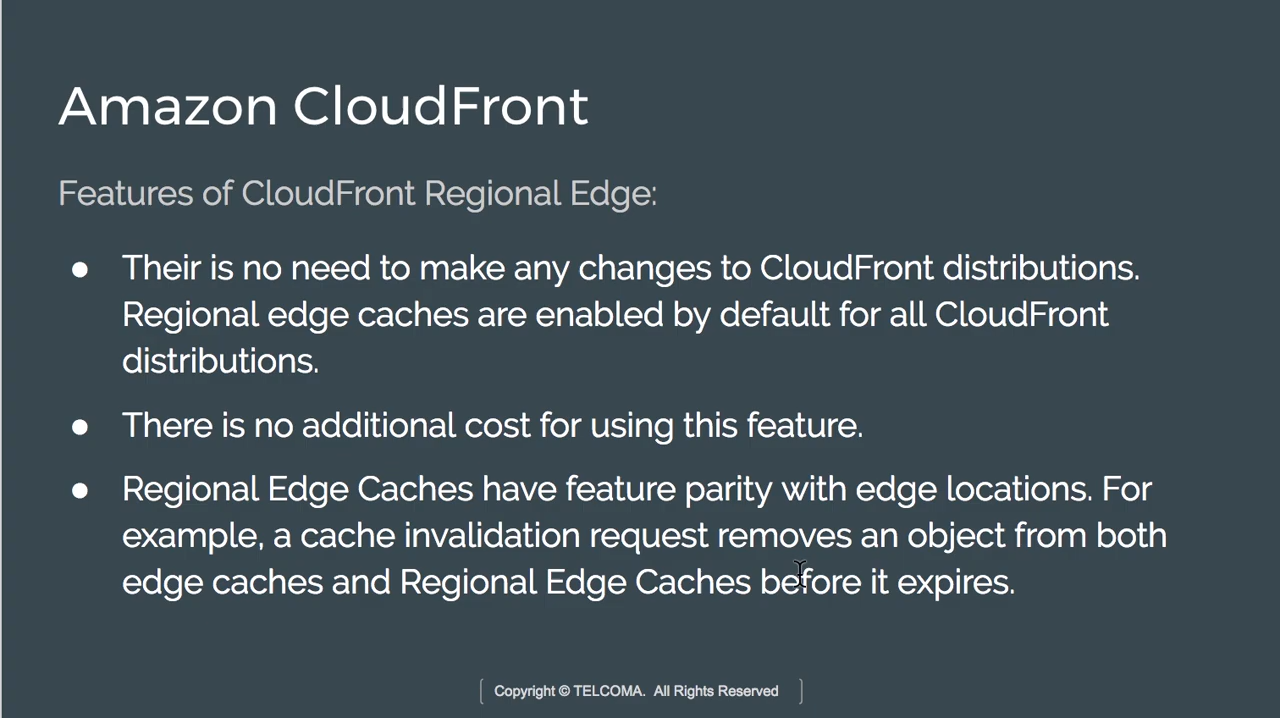 Amazon CloudFront
Features of CloudFront Regional Edge:
● Their is no need to make any changes to CloudFront distributions.
Regional edge caches are enabled by default for all CloudFront
distributions.
● There is no additional cost for using this feature.
● Regional Edge Caches have feature parity with edge locations. For
example, a cache invalidation request removes an object from both
edge caches and Regional Edge Caches before it expires.
Copyright © TELCOMA. All Rights Reserved